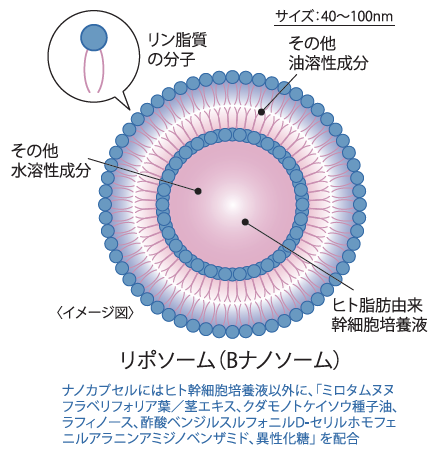 サイズ：40〜100nm
リン脂質
の分子
その他
油溶性成分
その他
水溶性成分
ヒト脂肪由来
幹細胞培養液
〈イメージ図〉
リポソーム（Bナノソーム）
ナノカプセルにはヒト幹細胞培養液以外に、「ミロタムヌヌ
フラベリフォリア葉／茎エキス、クダモノトケイソウ種子油、
ラフィノース、酢酸ベンジルスルフォニルD-セリルホモフェ
ニルアラニンアミジノベンザミド、異性化糖」を配合